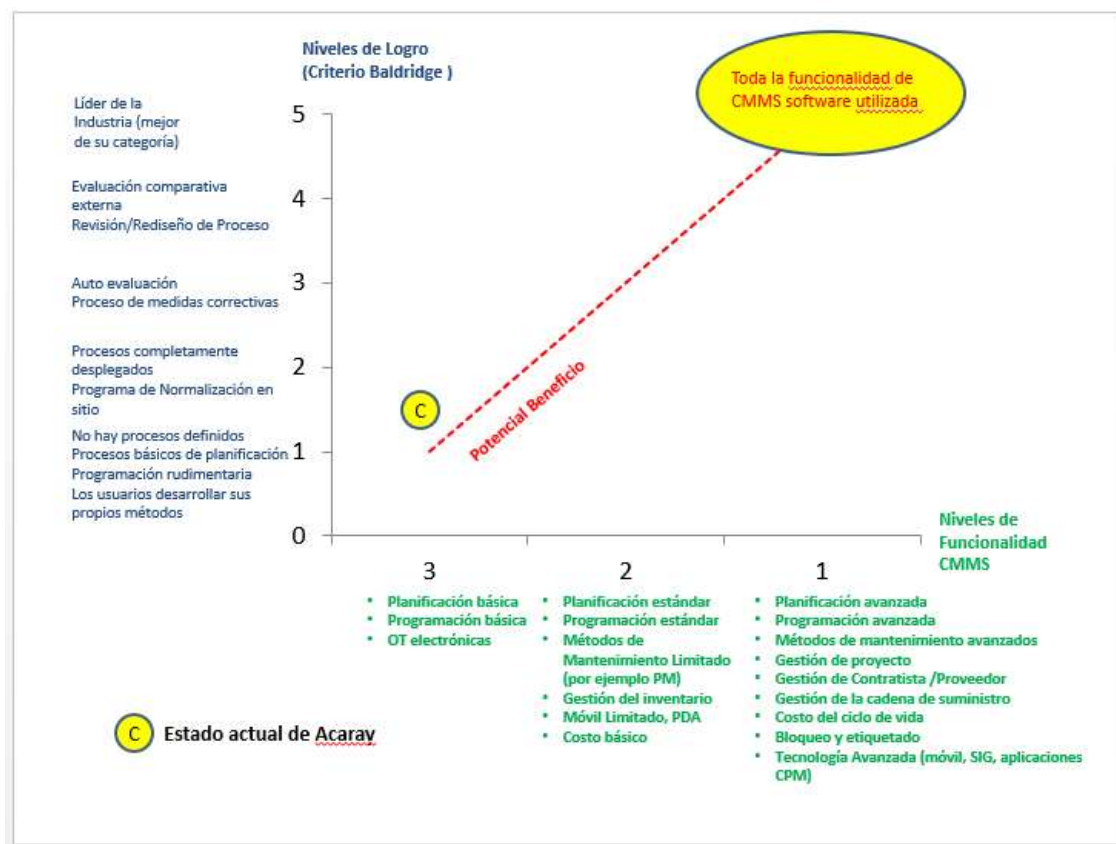 Niveles de Logro
(Criterio Baldridge )
Toda la funcionalidad de
CMMS software utilizada
Líder de la
Industria (mejor
de su categoría)
5
Evaluación comparativa
externa
Revisión/Rediseño de Proceso
4
Auto evaluación
Proceso de medidas correctivas
3
Procesos completamente
desplegados
Programa de Normalización en
sitio
2
C
Potencial Beneficio
No hay procesos definidos
Procesos básicos de planificación
Programación rudimentaria
Los usuarios desarrollar sus
propios métodos
1
0
Niveles de
Funcionalidad
CMMS
3
• Planificación básica
• Programación básica
• OT electrónicas
2
• Planificación estándar
• Programación estándar
• Métodos de
Mantenimiento Limitado
(por ejemplo PM)
• Gestión del inventario
• Móvil Limitado, PDA
• Costo básico
1
• Planificación avanzada
• Programación avanzada
• Métodos de mantenimiento avanzados
• Gestión de proyecto
• Gestión de Contratista /Proveedor
• Gestión de la cadena de suministro
• Costo del ciclo de vida
• Bloqueo y etiquetado
• Tecnología Avanzada (móvil, SIG, aplicaciones
CPM)
C Estado actual de Acaray